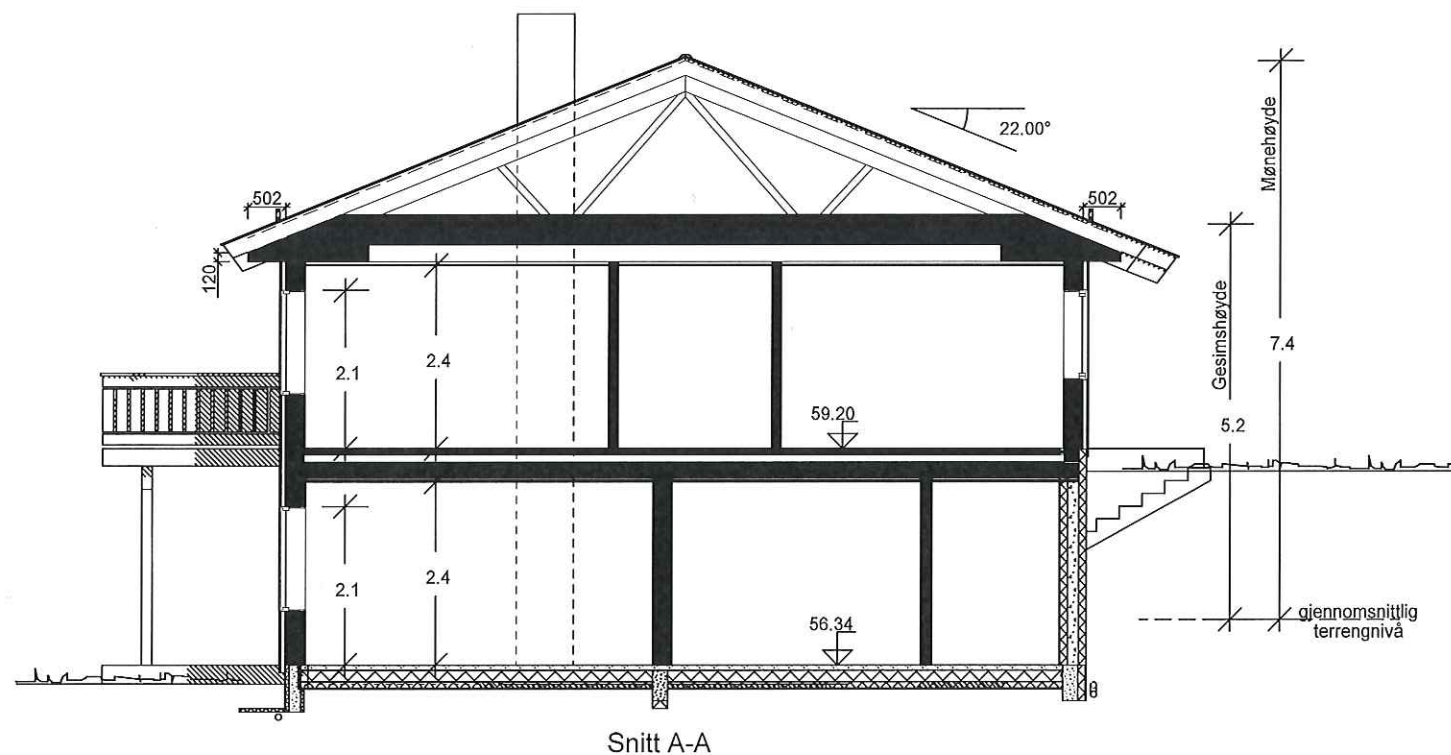 22.00°
502
502
120
Mønehøyde
Gesimshøyde
7.4
5.2
2.1
2.4
59.20
2.1
2.4
56.34
gjennomsnittlig
terrengnivå
Snitt A-A